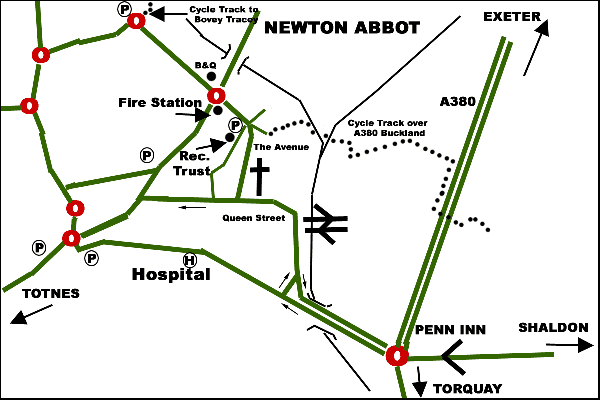 P
Cycle Track to
Bovey Tracey
NEWTON ABBOT
EXETER
B&Q
A380
Fire Station
P
Cycle Track over
A380 Buckland
The Avenue
P
Rec.
Trust
Queen Street
P
P
H
Hospital
TOTNES
PENN INN
SHALDON
TORQUAY